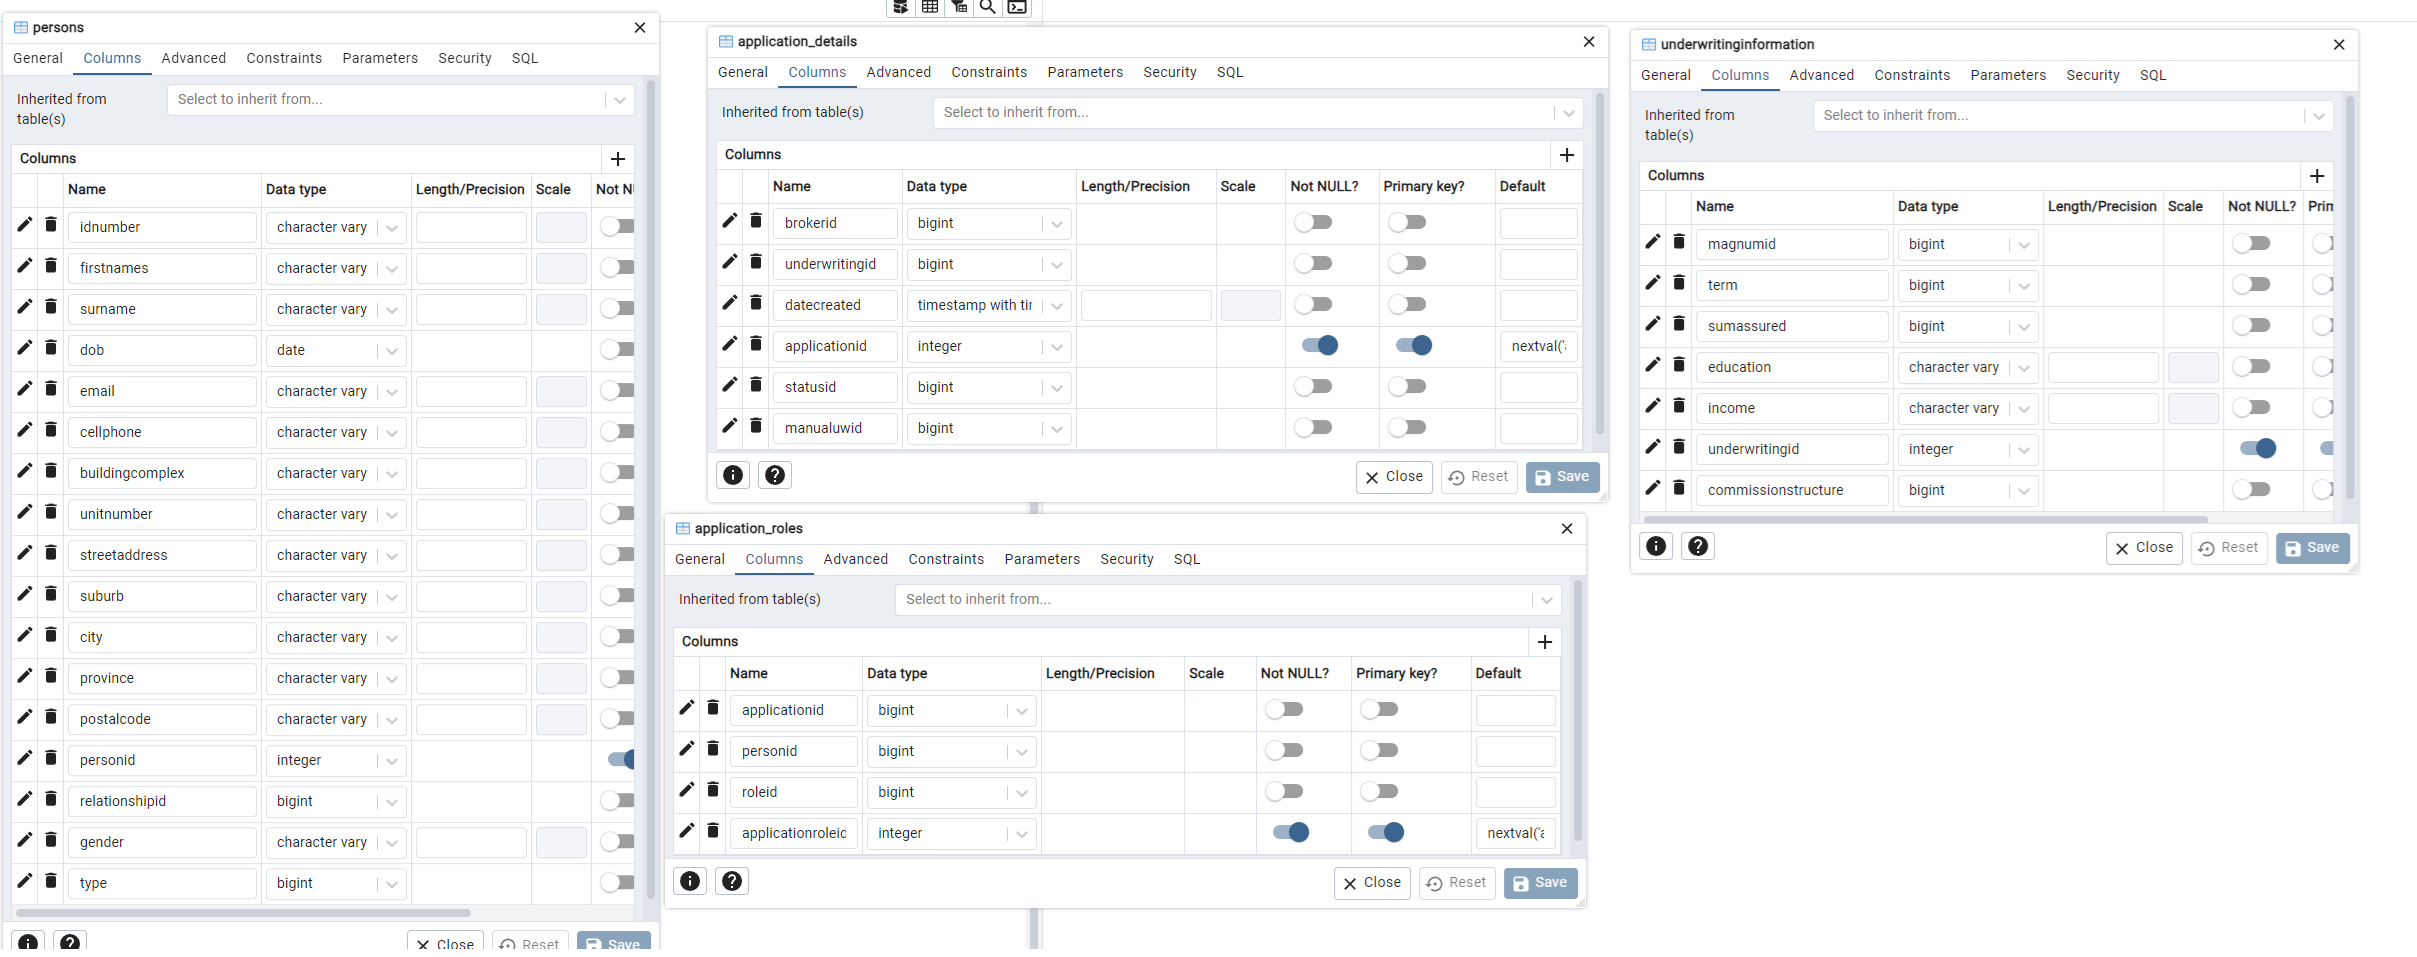 persons
General Columns Advanced Constraints Parameters Security SQL
Inherited from table(s) Select to inherit from...
Columns
Name Data type Length/Precision Scale Not N
idnumber character vary
firstnames character vary
surname character vary
dob date
email character vary
cellphone character vary
buildingcomplex character vary
unitnumber character vary
streetaddress character vary
suburb character vary
city character vary
province character vary
postalcode character vary
personid integer
relationshipid bigint
gender character vary
type bigint
Close Reset Save
application_details
General Columns Advanced Constraints Parameters Security SQL
Inherited from table(s) Select to inherit from...
Columns
Name Data type Length/Precision Scale Not NULL? Primary key? Default
brokerid bigint
underwritingid bigint
datecreated timestamp with tir
applicationid integer nextval('
statusid bigint
manualuwid bigint
Close Reset Save
application_roles
General Columns Advanced Constraints Parameters Security SQL
Inherited from table(s) Select to inherit from...
Columns
Name Data type Length/Precision Scale Not NULL? Primary key? Default
applicationid bigint
personid bigint
roleid bigint
applicationroleid integer nextval('a
Close Reset Save
underwritinginformation
General Columns Advanced Constraints Parameters Security SQL
Inherited from table(s) Select to inherit from...
Columns
Name Data type Length/Precision Scale Not NULL? Prim
magnumid bigint
term bigint
sumassured bigint
education character vary
income character vary
underwritingid integer
commissionstructure bigint
Close Reset Save